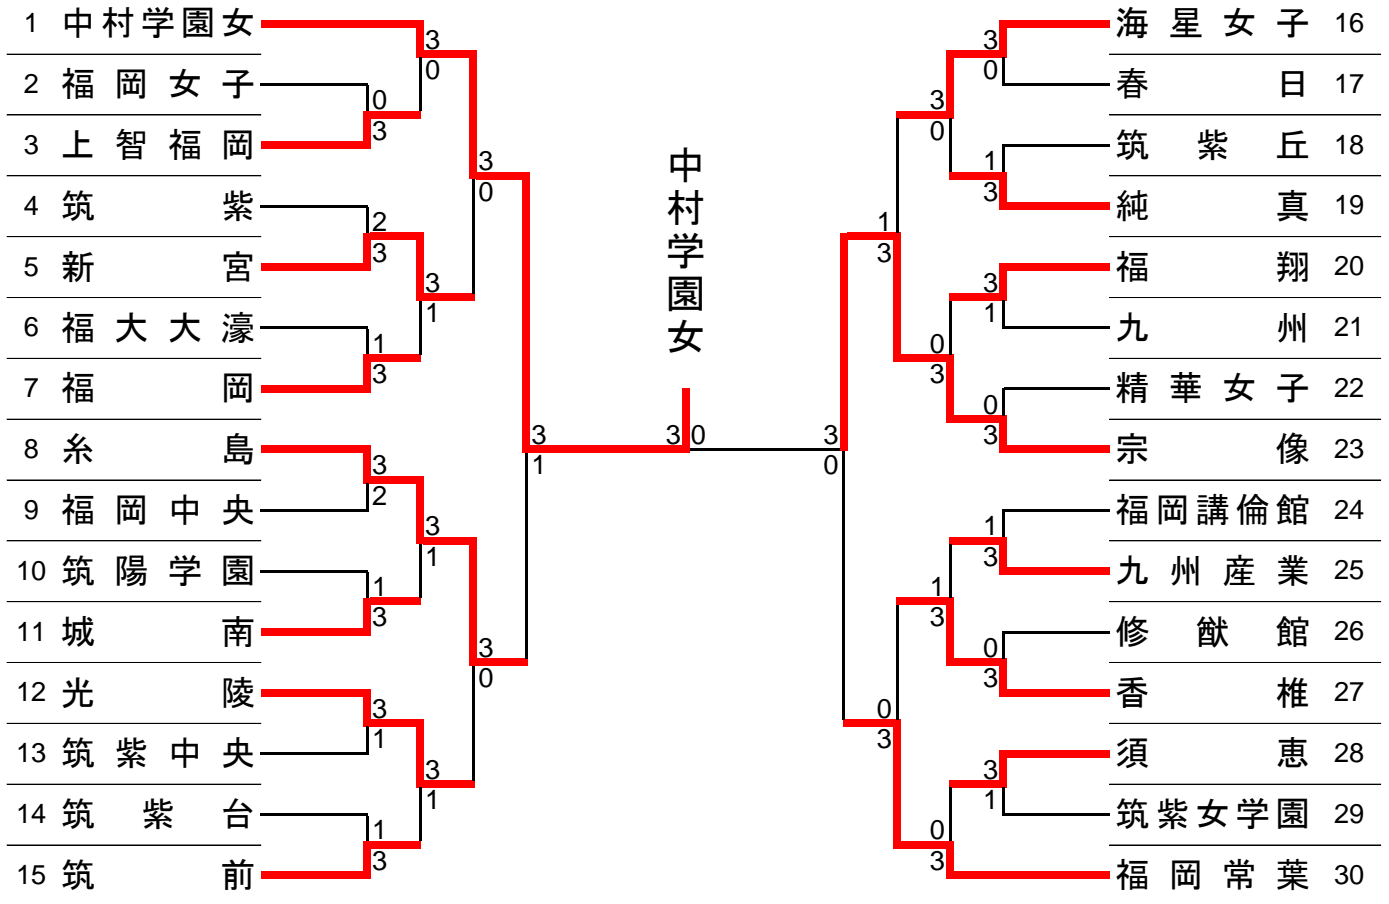 1 中村学園女
2 福岡女子
3 上智福岡
4 筑紫
5 新宮
6 福大大濠
7 福岡
8 糸島
9 福岡中央
10 筑陽学園
11 城南
12 光陵
13 筑紫中央
14 筑紫台
15 筑前
3
0
0
3
3
0
2
3
3
1
1
3
3
1
3
2
3
1
1
3
3
0
3
1
3
1
1
3
中村学園女
3 0
3
0
3
0
3
0
1
3
1
3
3
1
0
3
0
3
3
0
1
3
1
3
0
3
0
3
3
1
0
3
海星女子 16
春日 17
筑紫丘 18
純真 19
福翔 20
九州 21
精華女子 22
宗像 23
福岡講倫館 24
九州産業 25
修猷館 26
香椎 27
須恵 28
筑紫女学園 29
福岡常葉 30